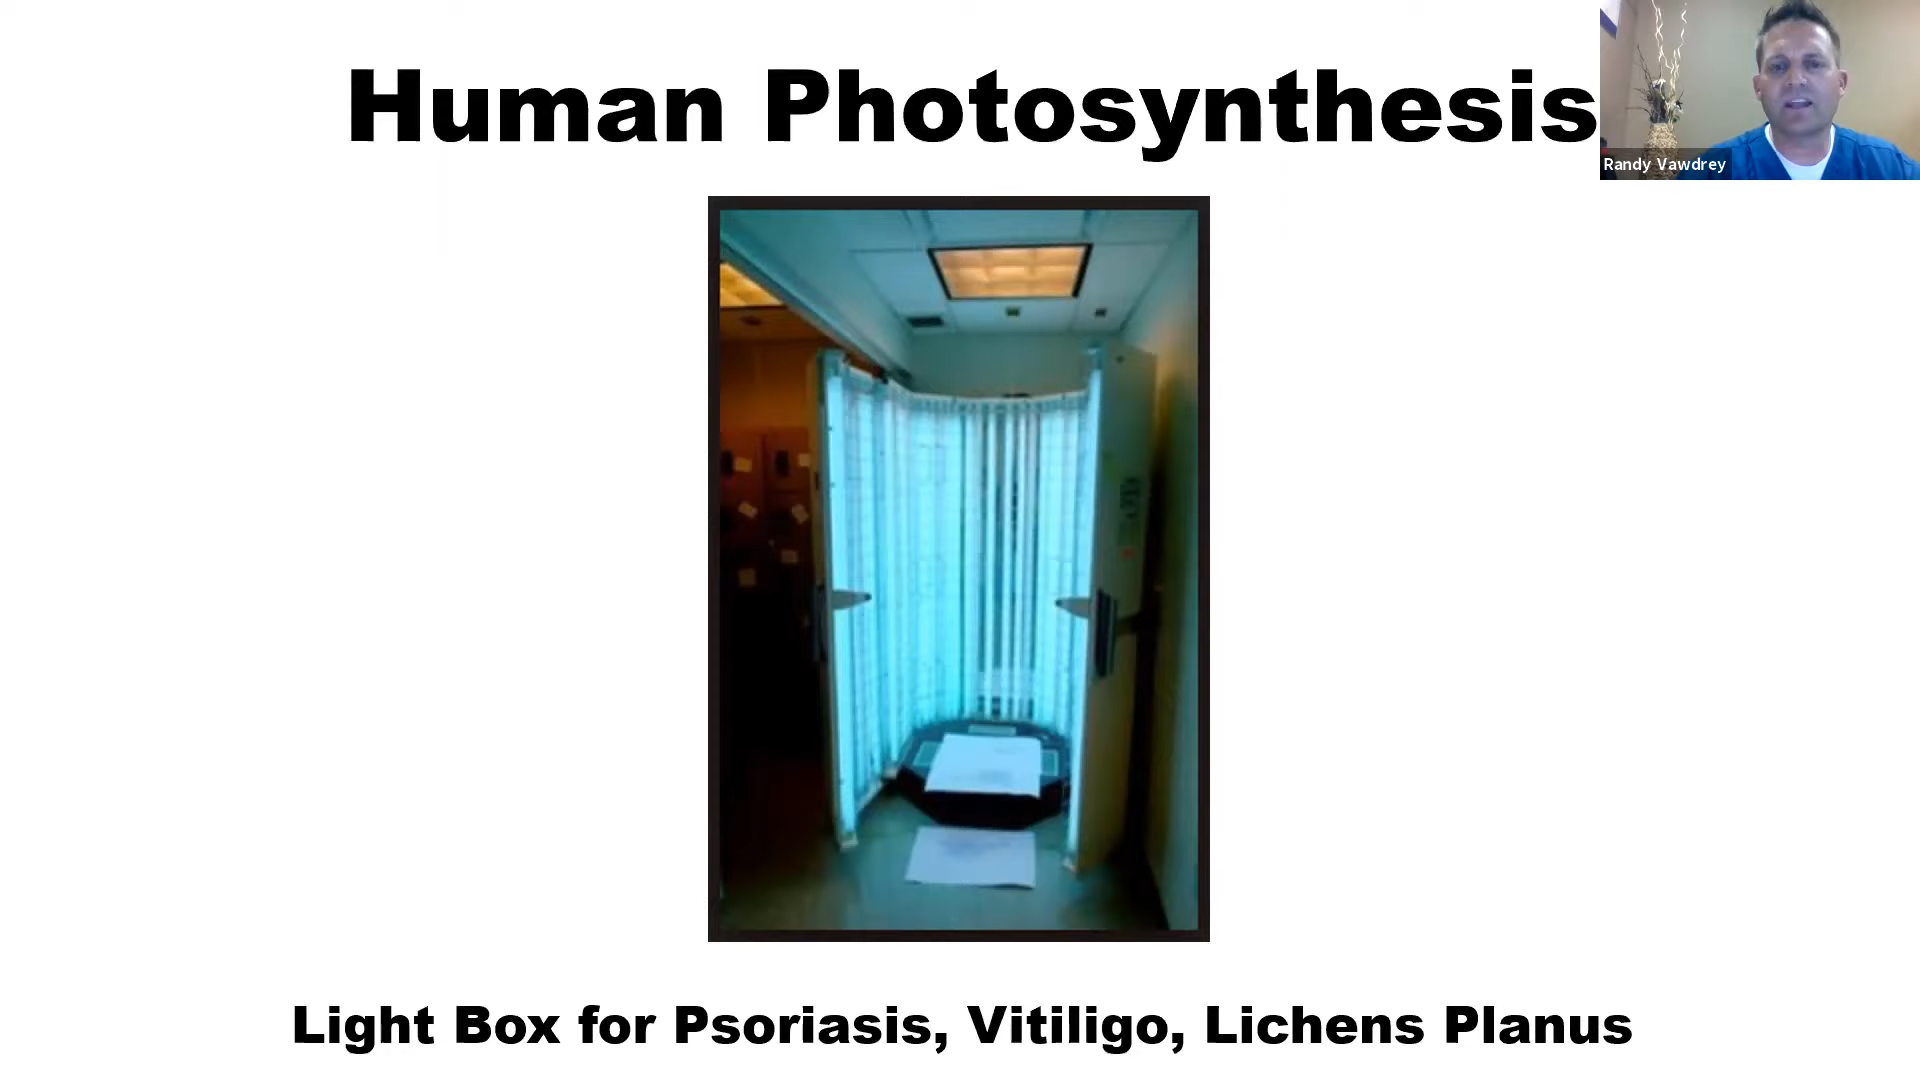 Human Photosynthesis
Randy Vawdrey
Light Box for Psoriasis, Vitiligo, Lichens Planus